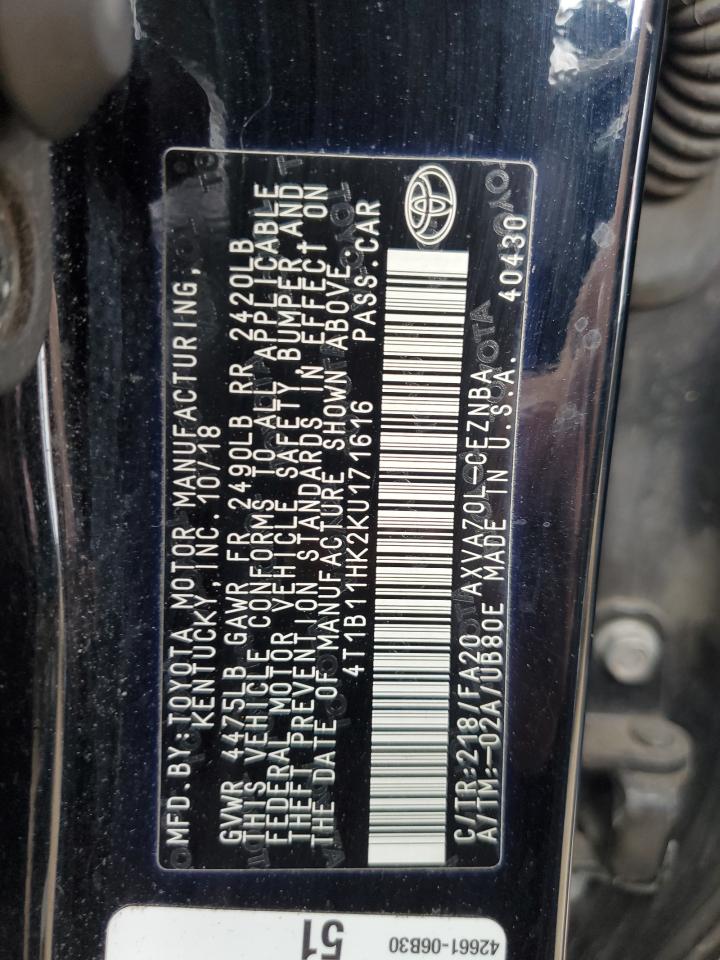 MFD.BY:TOYOTA MOTOR MANUFACTURING,
KENTUCKY,INC. 10/18
GVWR 4475LB GAWR FR 2490LB RR 2420LB
THIS VEHICLE CONFORMS TO ALL APPLICABLE
FEDERAL MOTOR VEHICLE SAFETY BUMPER AND
THEFT PREVENTION STANDARDS IN EFFECT ON
THE DATE OF MANUFACTURE SHOWN ABOVE.
4T1B11HK2KU171616 PASS.CAR
C/TR:218/FA20 AXVA70L-CEZNBA
A/TM:-02A/UB80E MADE IN U.S.A. 40430
51
42661-06B30